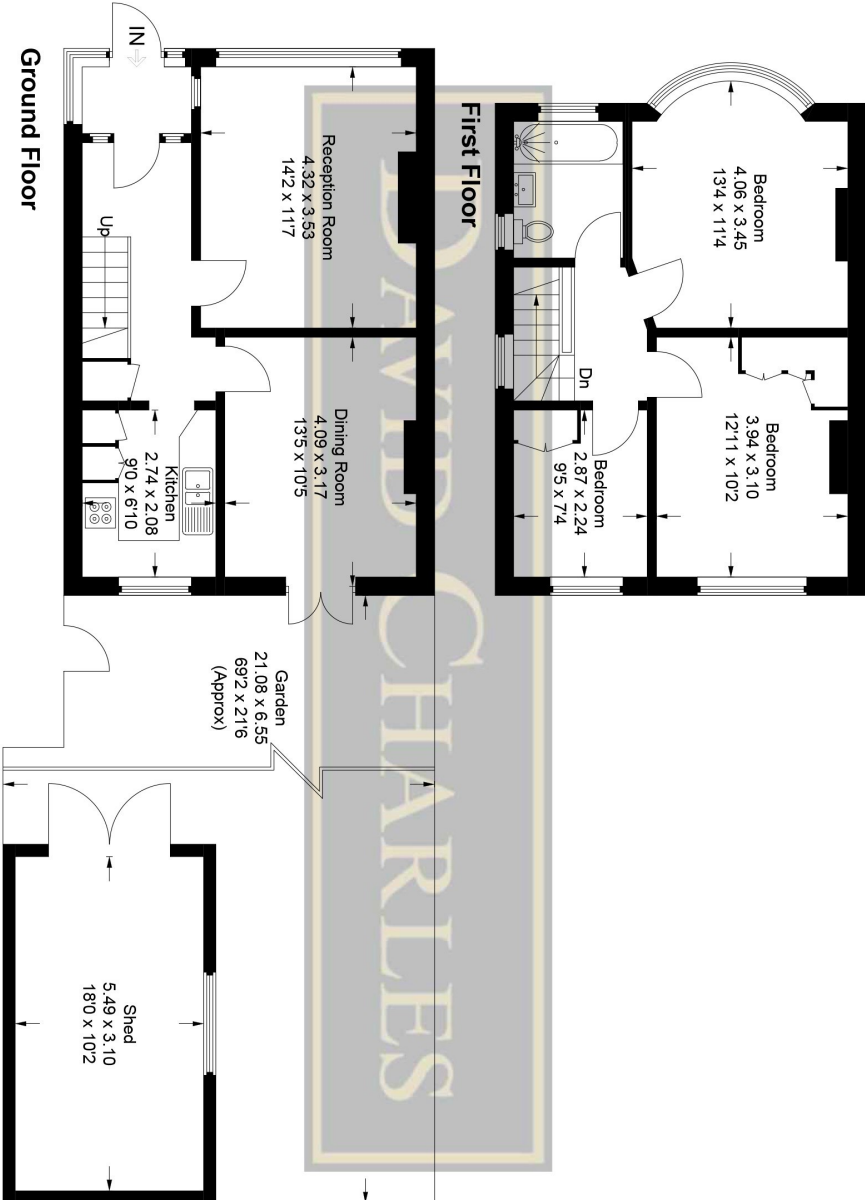 First Floor
Bedroom
4.06 x 3.45
13'4 x 11'4
Bedroom
3.94 x 3.10
12'11 x 10'2
Dn
Bedroom
2.87 x 2.24
9'5 x 7'4
DAVID CHARLES
IN
Reception Room
4.32 x 3.53
14'2 x 11'7
Dining Room
4.09 x 3.17
13'5 x 10'5
Up
Kitchen
2.74 x 2.08
9'0 x 6'10
Garden
21.08 x 6.55
69'2 x 21'6
(Approx)
Shed
5.49 x 3.10
18'0 x 10'2
Ground Floor